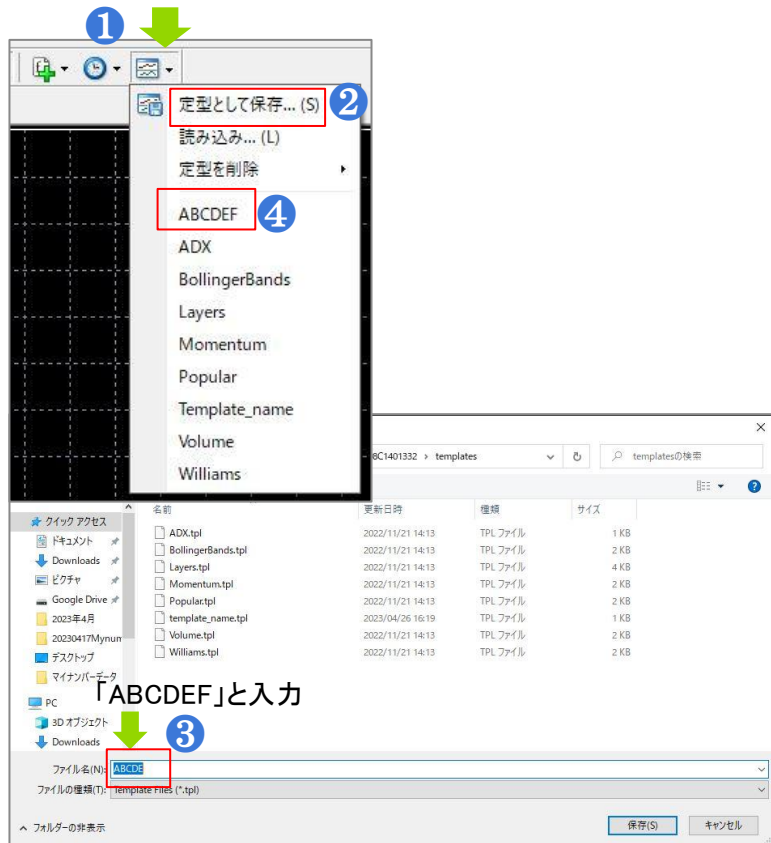 1
定型として保存... (S)
2
読み込み... (L)
定型を削除
ABCDEF
4
ADX
BollingerBands
Layers
Momentum
Popular
Template_name
Volume
Williams
8C1401332 › templates
templatesの検索
名前
更新日時
種類
サイズ
クイック アクセス
ドキュメント
Downloads
ピクチャ
Google Drive
2023年4月
20230417Mynum
デスクトップ
マイナンバーデータ
PC
3D オブジェクト
Downloads
ADX.tpl 2022/11/21 14:13 TPL ファイル 1 KB
BollingerBands.tpl 2022/11/21 14:13 TPL ファイル 2 KB
Layers.tpl 2022/11/21 14:13 TPL ファイル 4 KB
Momentum.tpl 2022/11/21 14:13 TPL ファイル 2 KB
Popular.tpl 2022/11/21 14:13 TPL ファイル 2 KB
template_name.tpl 2023/04/26 16:19 TPL ファイル 1 KB
Volume.tpl 2022/11/21 14:13 TPL ファイル 2 KB
Williams.tpl 2022/11/21 14:13 TPL ファイル 2 KB
「ABCDEF」と入力
3
ファイル名(N): ABCDE
ファイルの種類(T): Template Files (*.tpl)
フォルダーの非表示
保存(S)
キャンセル